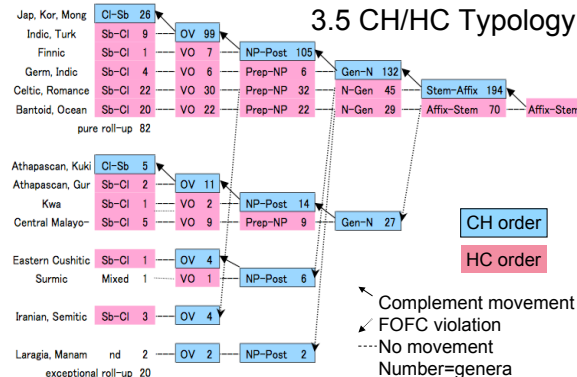 3.5 CH/HC Typology
Jap, Kor, Mong Cl-Sb 26
Indic, Turk Sb-Cl 9 OV 99
Finnic Sb-Cl 1 VO 7 NP-Post 105
Germ, Indic Sb-Cl 4 VO 6 Prep-NP 6 Gen-N 132
Celtic, Romance Sb-Cl 22 VO 30 Prep-NP 32 N-Gen 45 Stem-Affix 194
Bantoid, Ocean Sb-Cl 20 VO 22 Prep-NP 22 N-Gen 29 Affix-Stem 70 Affix-Stem
pure roll-up 82
Athapascan, Kuki Cl-Sb 5
Athapascan, Gur Sb-Cl 2 OV 11
Kwa Sb-Cl 1 VO 2 NP-Post 14
Central Malayo- Sb-Cl 5 VO 9 Prep-NP 9 Gen-N 27
CH order
Eastern Cushitic Sb-Cl 1 OV 4
HC order
Surmic Mixed 1 VO 1 NP-Post 6
Complement movement
Iranian, Semitic Sb-Cl 3 OV 4
FOFC violation
No movement
Laragia, Manam nd 2 OV 2 NP-Post 2
Number=genera
exceptional roll-up 20